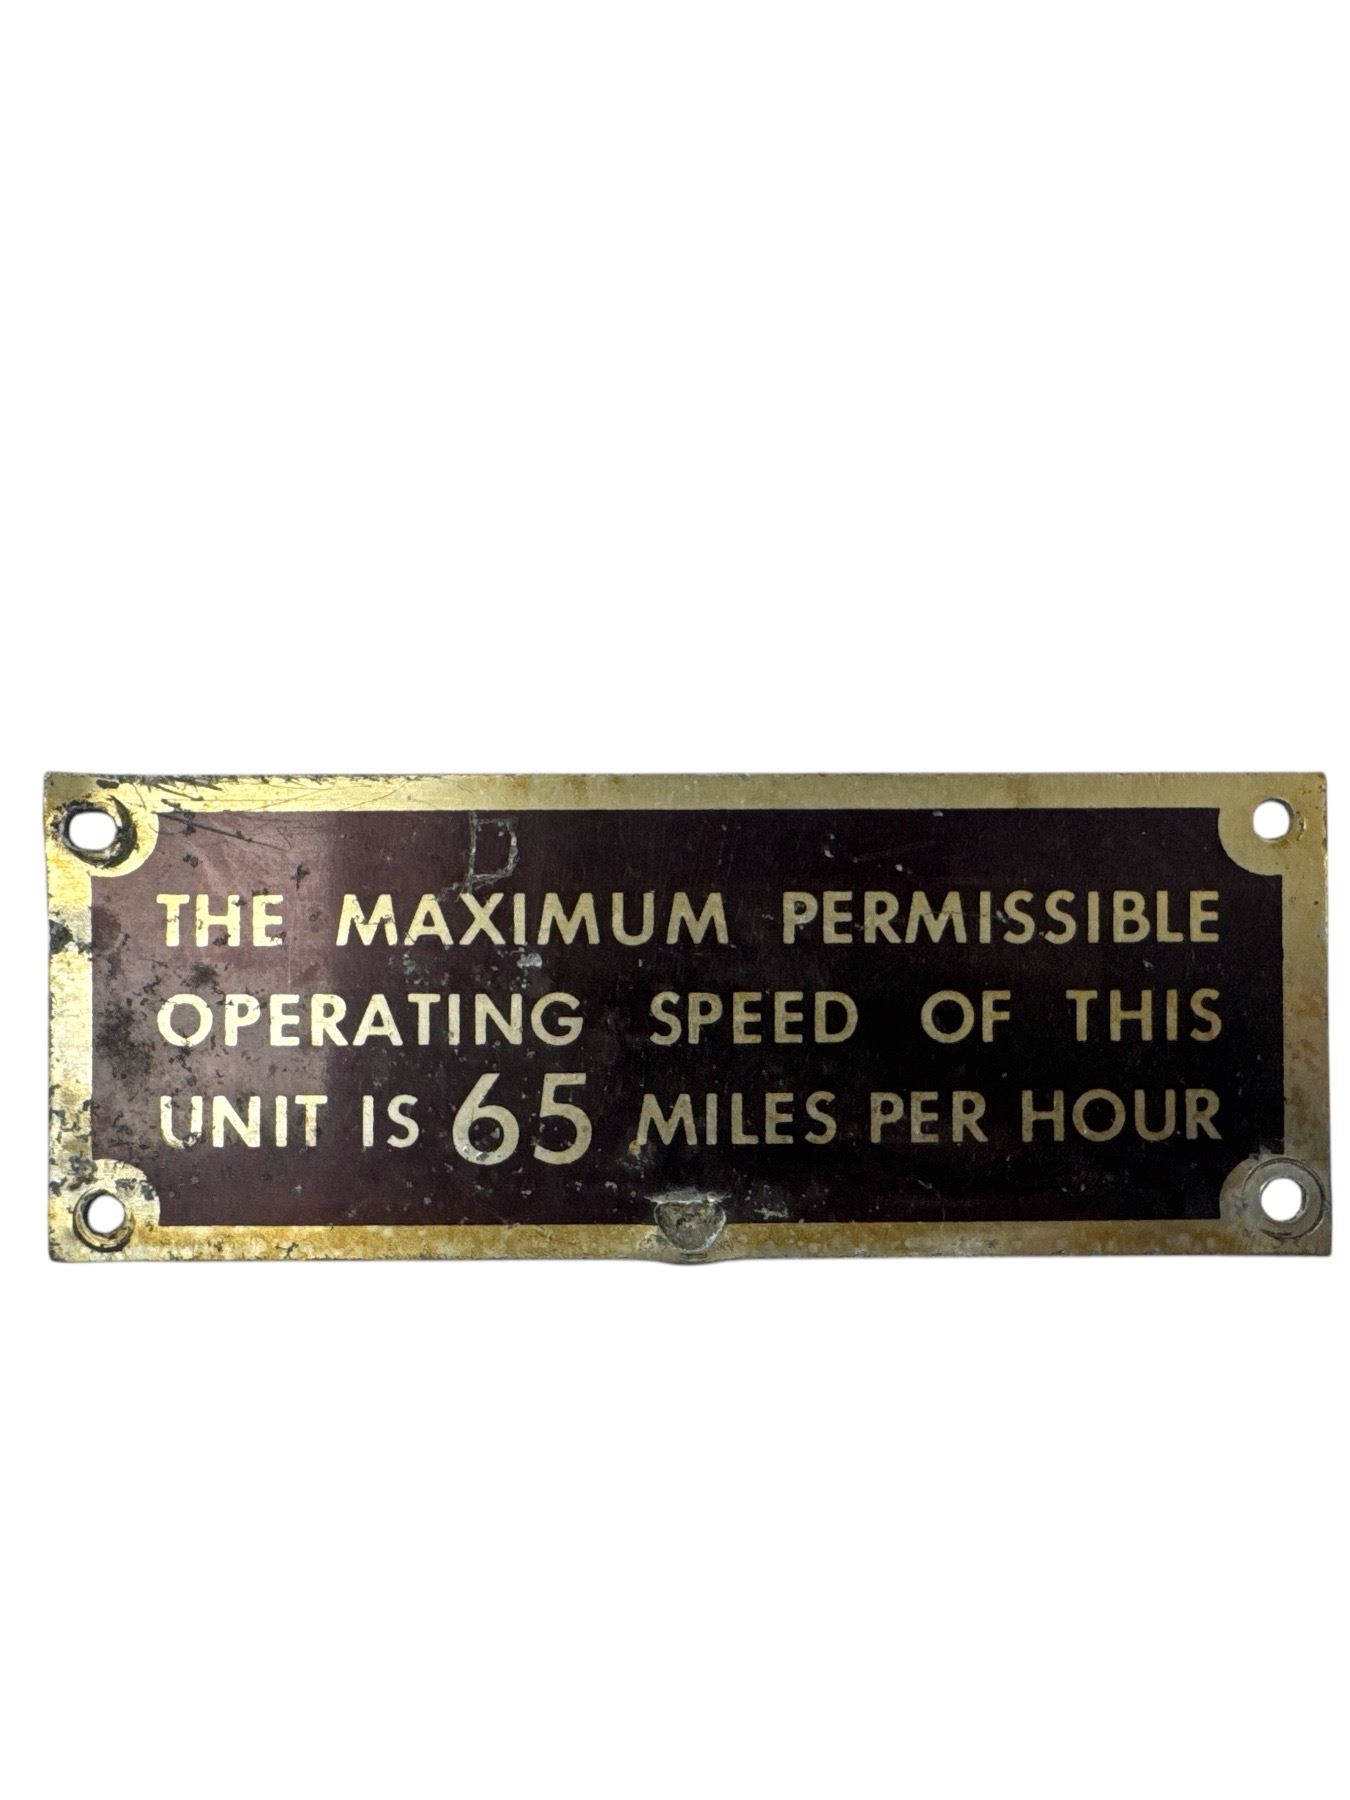 THE MAXIMUM PERMISSIBLE
OPERATING SPEED OF THIS
UNIT IS 65 MILES PER HOUR